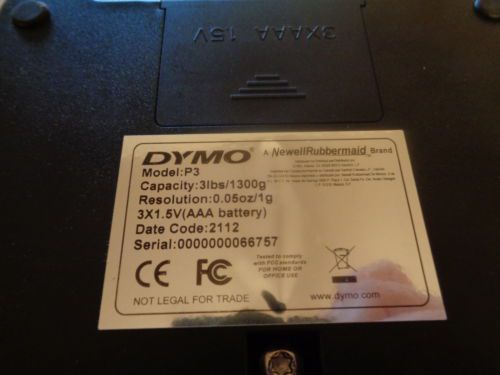 3XAAA 1.5V
DYMO® A NewellRubbermaid™ Brand
Model:P3
Capacity:3lbs/1300g
Resolution:0.05oz/1g
3X1.5V(AAA battery)
Date Code:2112
Serial:0000000066757
CE FC
Tested to comply
with FCC standards
FOR HOME OR
OFFICE USE
NOT LEGAL FOR TRADE
www.dymo.com